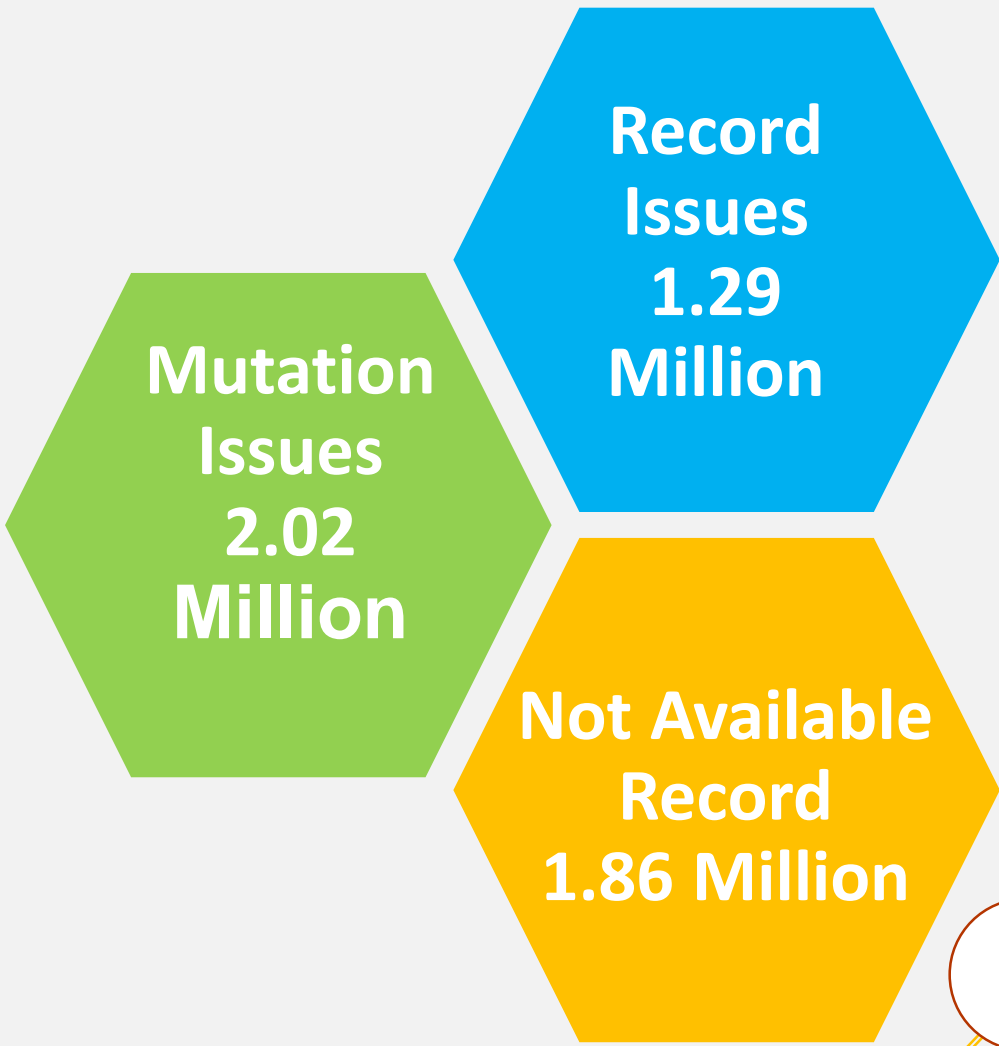 Record
Issues
1.29
Million
Mutation
Issues
2.02
Million
Not Available
Record
1.86 Million